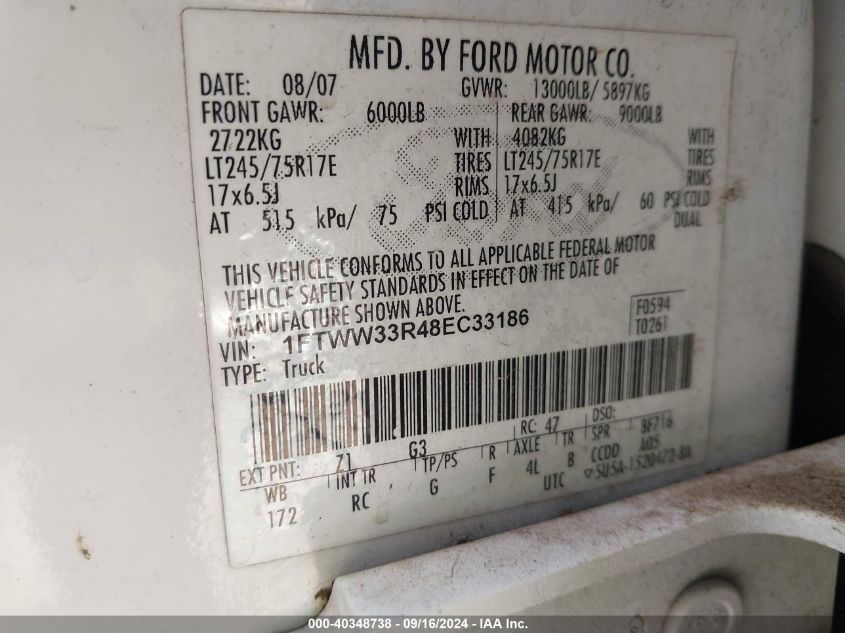 MFD. BY FORD MOTOR CO.
DATE: 08/07 GVWR: 13000LB/ 5897KG
FRONT GAWR: 6000LB REAR GAWR: 9000LB
2722KG WITH 4082KG WITH
LT245/75R17E TIRES LT245/75R17E TIRES
17x6.5J RIMS 17x6.5J RIMS
AT 515 kPa/ 75 PSI COLD AT 415 kPa/ 60 PSI COLD
DUAL
THIS VEHICLE CONFORMS TO ALL APPLICABLE FEDERAL MOTOR
VEHICLE SAFETY STANDARDS IN EFFECT ON THE DATE OF
MANUFACTURE SHOWN ABOVE.
VIN: 1FTWW33R48EC33186
F0594
T0261
TYPE: Truck
EXT PNT: Z1 G3 RC: 47 DSO:
WB INT TR TP/PS R AXLE TR SPR BF716
172 RC G F 4L B CCDD A05
UTC 5U5A-1520472-BA
000-40348738 - 09/16/2024 - IAA Inc.